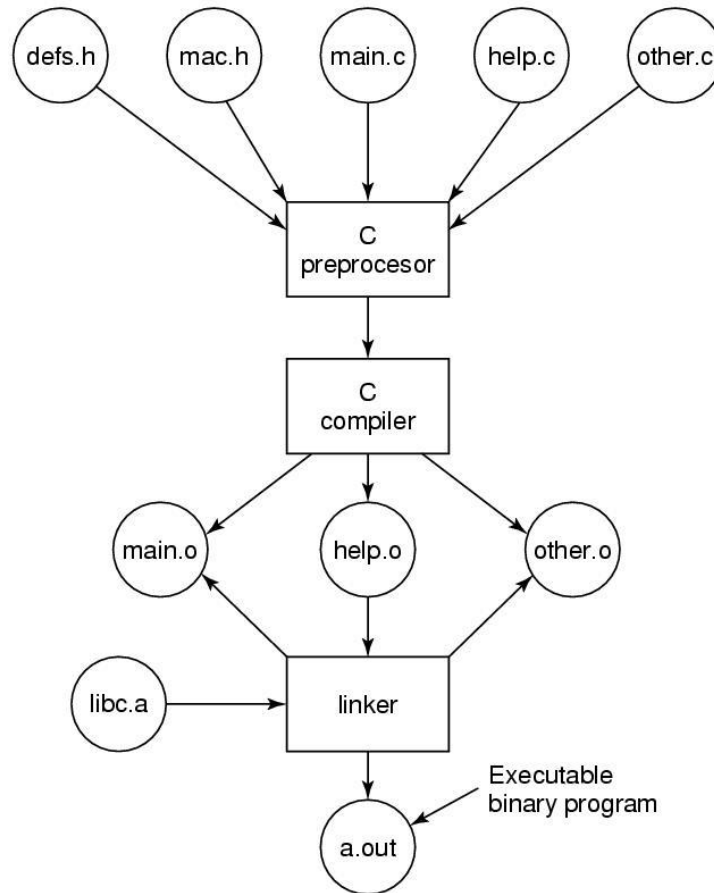 defs.h
mac.h
main.c
help.c
other.c
C
preprocesor
C
compiler
main.o
help.o
other.o
libc.a
linker
Executable
binary program
a.out